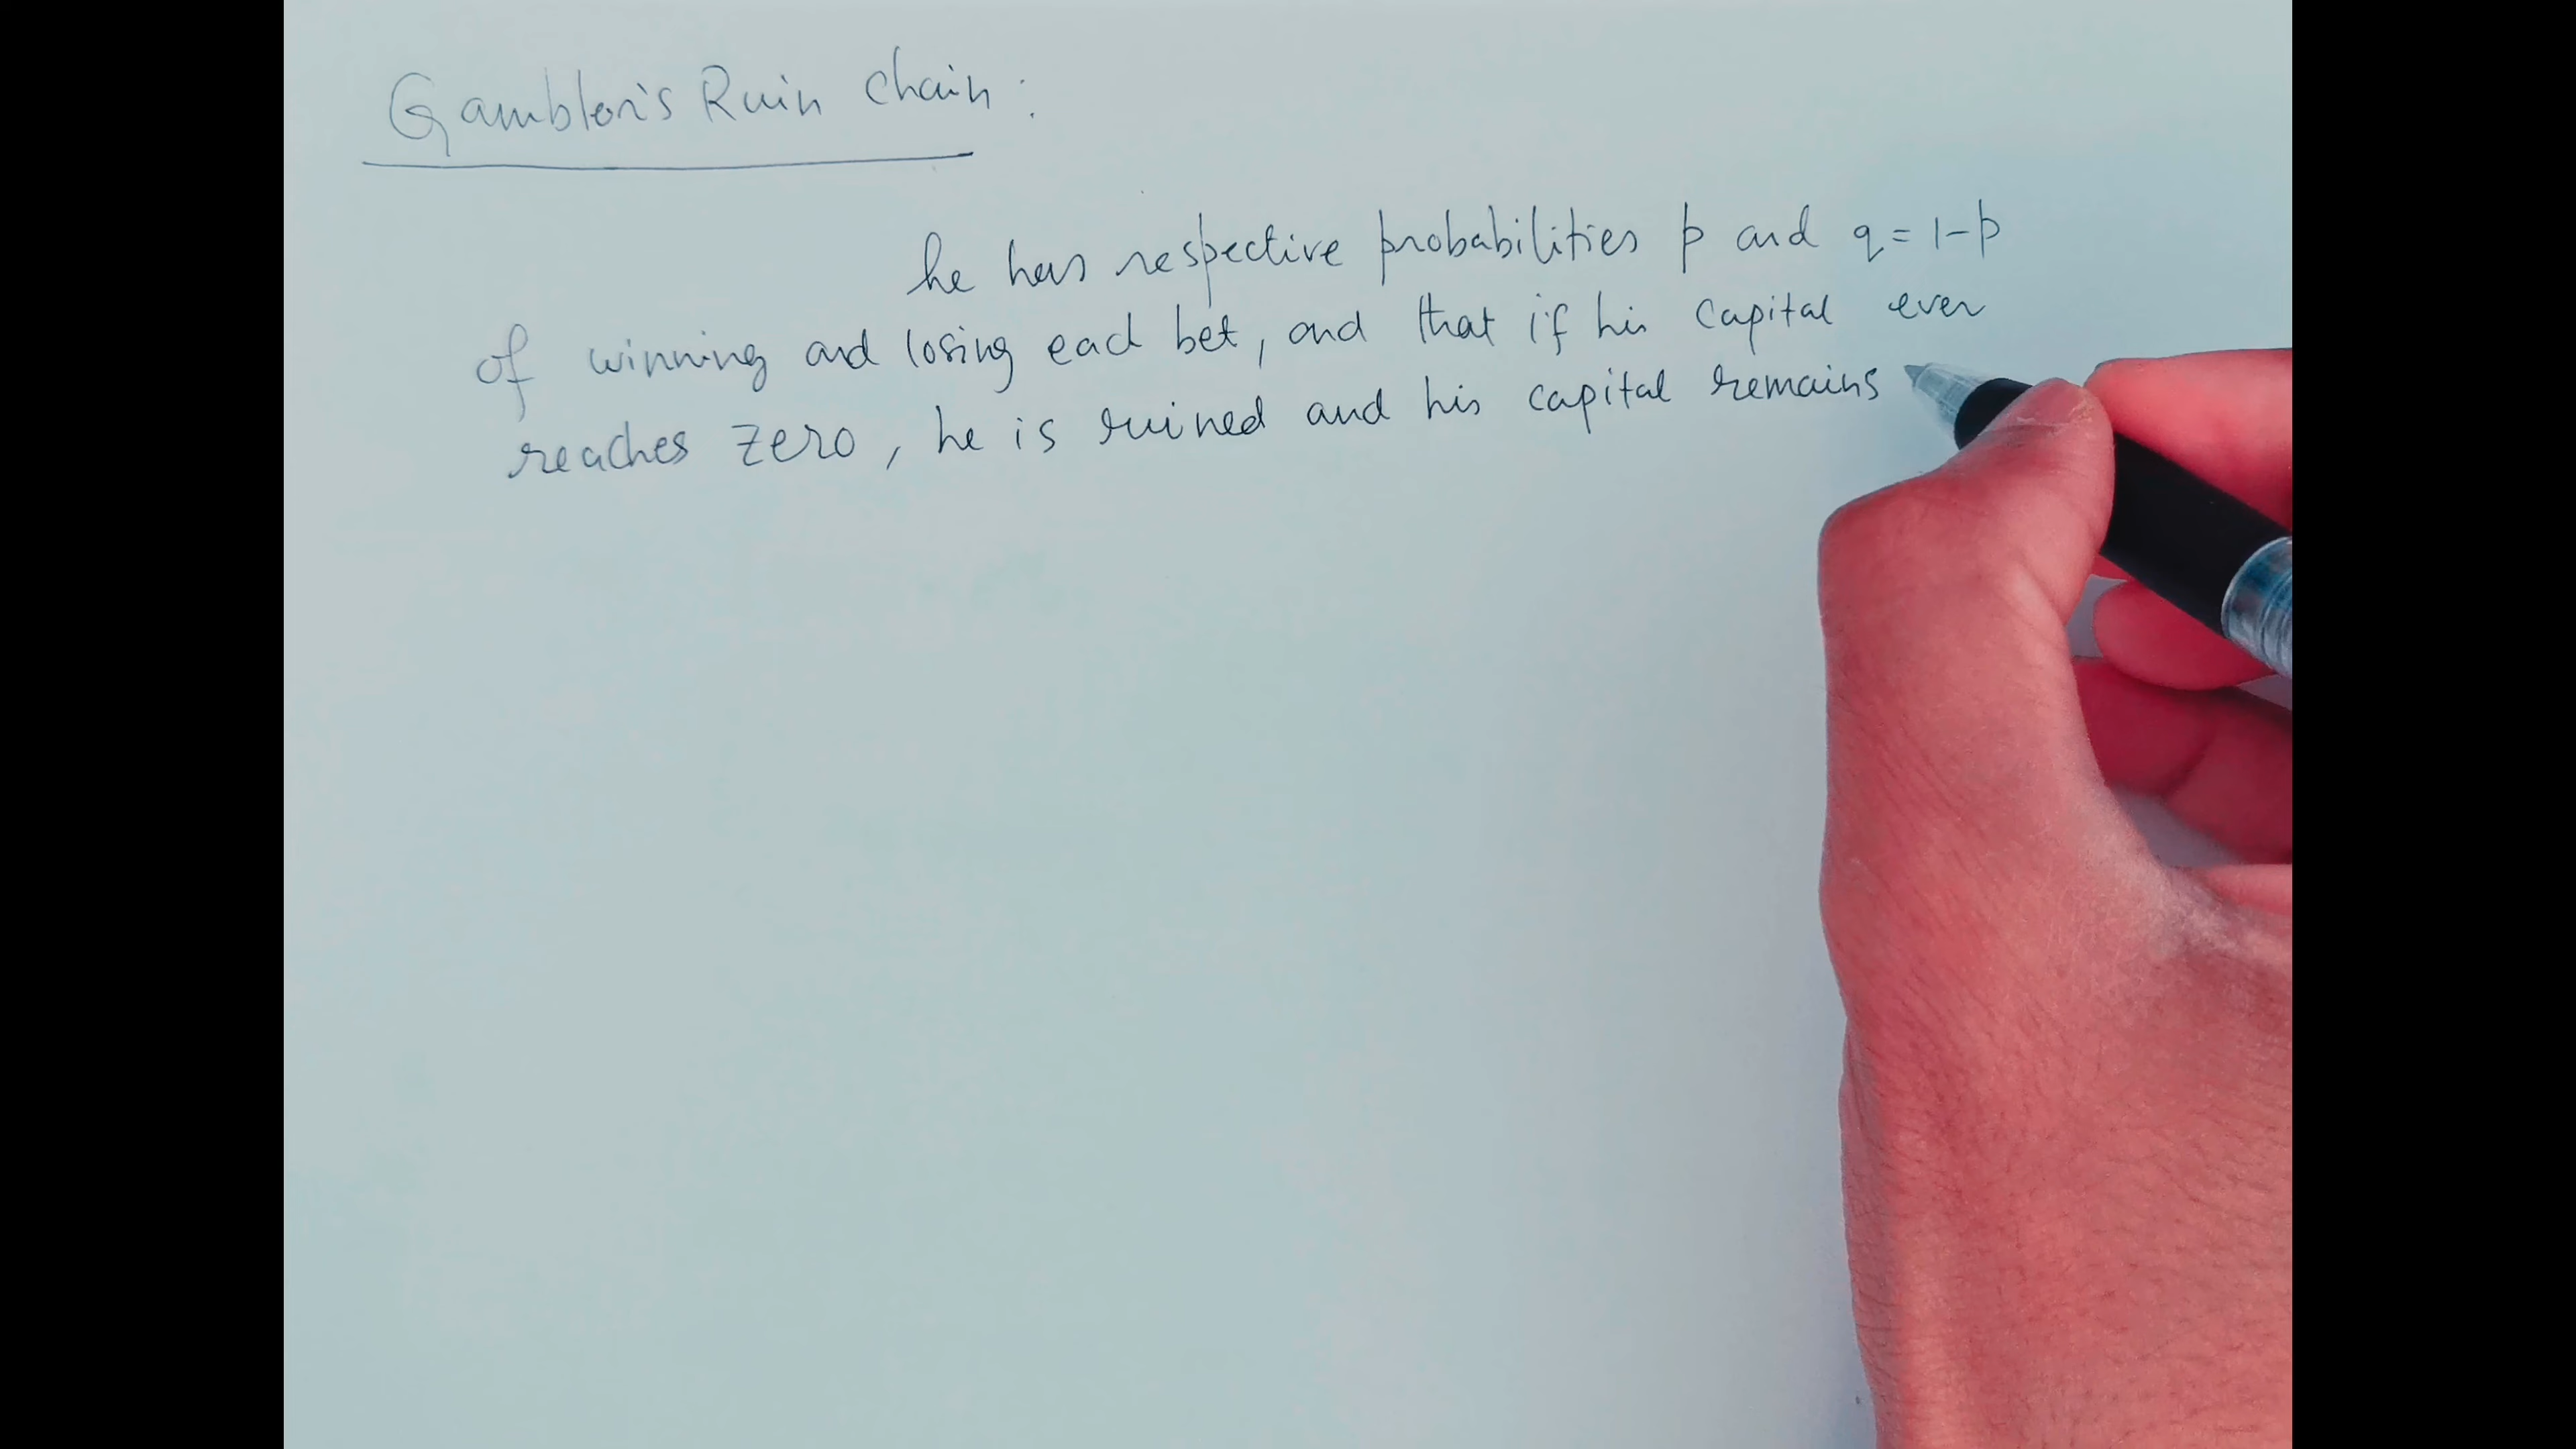 Gambler's Ruin chain:
he has respective probabilities p and q = 1-p
of winning and losing each bet, and that if his capital ever
reaches zero, he is ruined and his capital remains